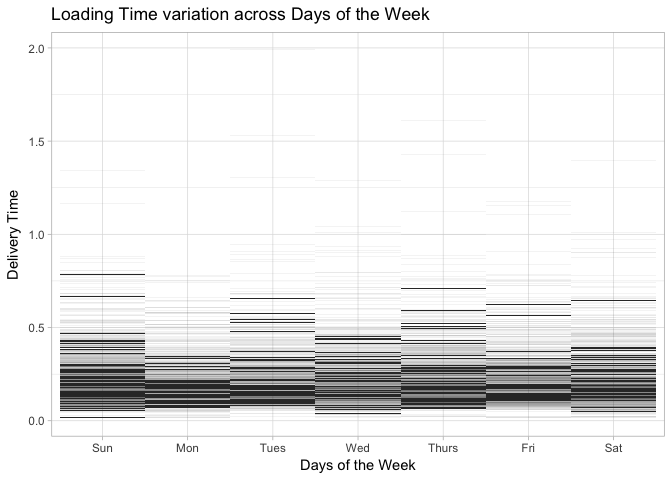 Loading Time variation across Days of the Week
2.0
1.5
1.0
0.5
0.0
Delivery Time
Sun Mon Tues Wed Thurs Fri Sat
Days of the Week